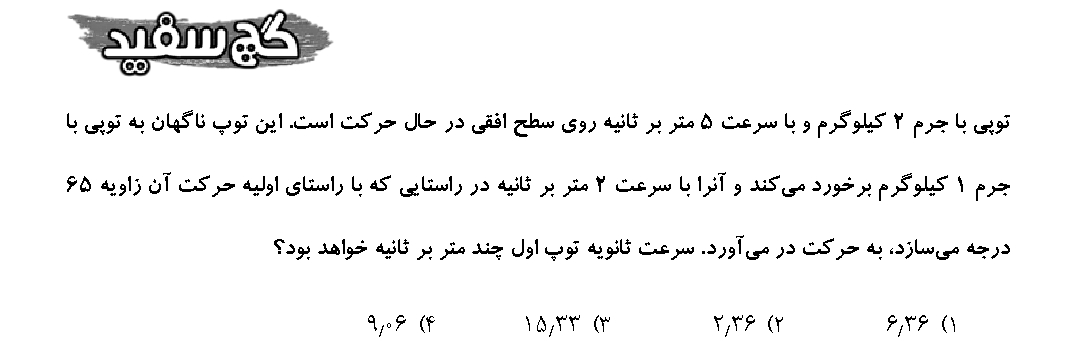 گچ سفید
توپی با جرم ۲ کیلوگرم و با سرعت ۵ متر بر ثانیه روی سطح افقی در حال حرکت است. این توپ ناگهان به توپی با
جرم ۱ کیلوگرم برخورد می‌کند و آنرا با سرعت ۲ متر بر ثانیه در راستایی که با راستای اولیه حرکت آن زاویه ۶۵
درجه می‌سازد، به حرکت در می‌آورد. سرعت ثانویه توپ اول چند متر بر ثانیه خواهد بود؟
۱) ۶٫۳۶ ۲) ۲٫۳۶ ۳) ۱۵٫۳۳ ۴) ۹٫۰۶